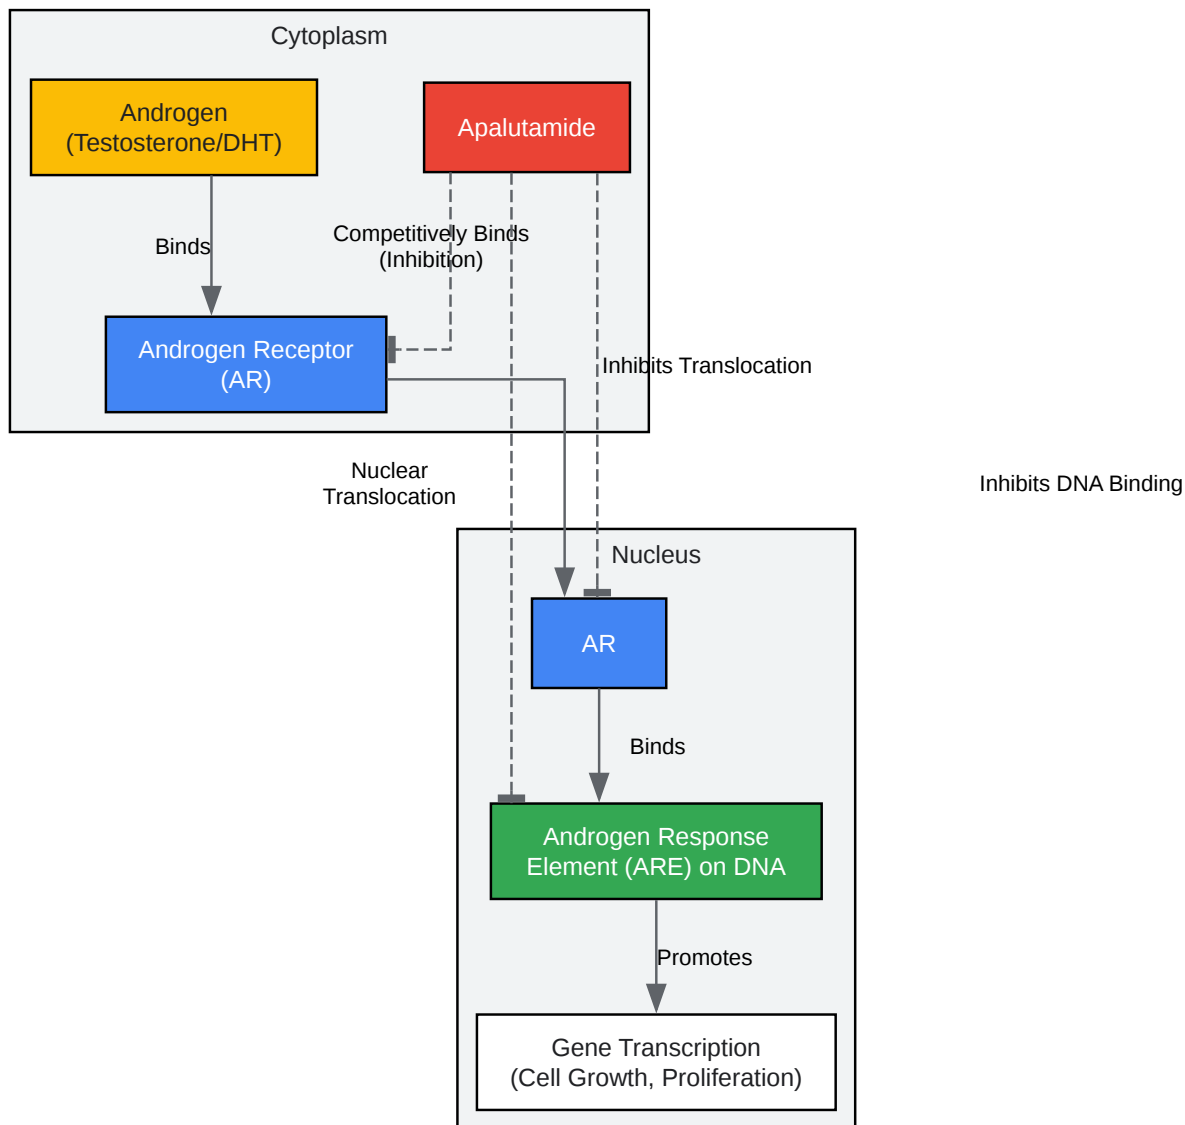 Cytoplasm
Androgen
(Testosterone/DHT)
Apalutamide
Binds
Competitively Binds
(Inhibition)
Androgen Receptor
(AR)
Inhibits Translocation
Nuclear
Translocation
Inhibits DNA Binding
Nucleus
AR
Binds
Androgen Response
Element (ARE) on DNA
Promotes
Gene Transcription
(Cell Growth, Proliferation)